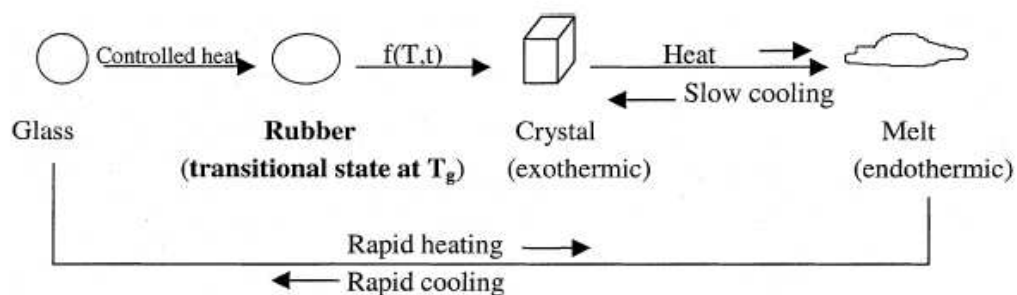 Controlled heat
f(T,t)
Heat
Slow cooling
Glass
Rubber
(transitional state at Tg)
Crystal
(exothermic)
Melt
(endothermic)
Rapid heating
Rapid cooling